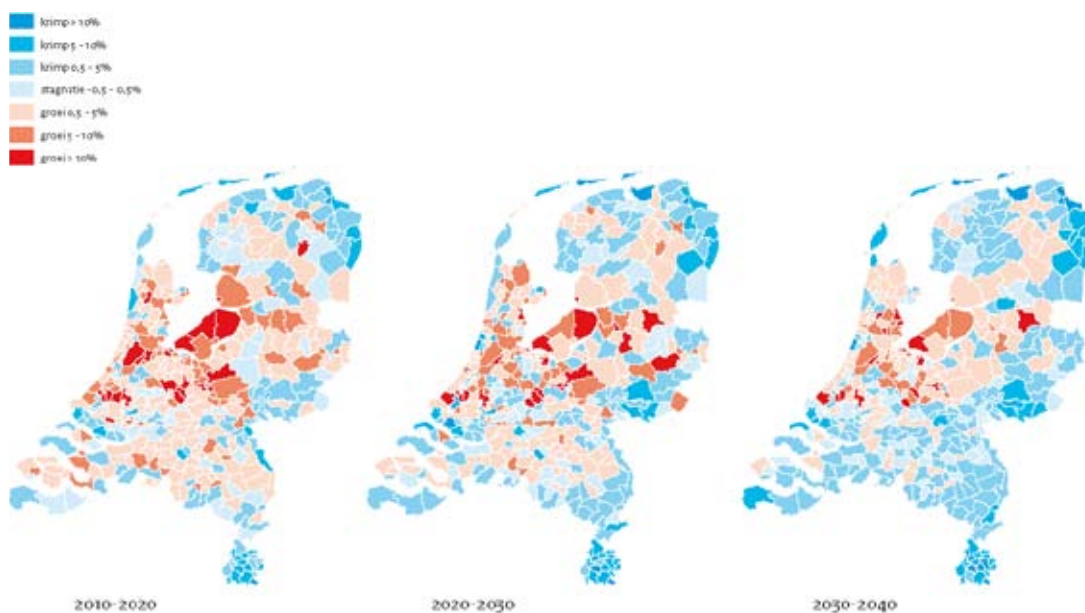 krimp > 10%
krimp 5 - 10%
krimp 0,5 - 5%
stagnatie -0,5 - 0,5%
groei 0,5 - 5%
groei 5 - 10%
groei > 10%
2010-2020
2020-2030
2030-2040